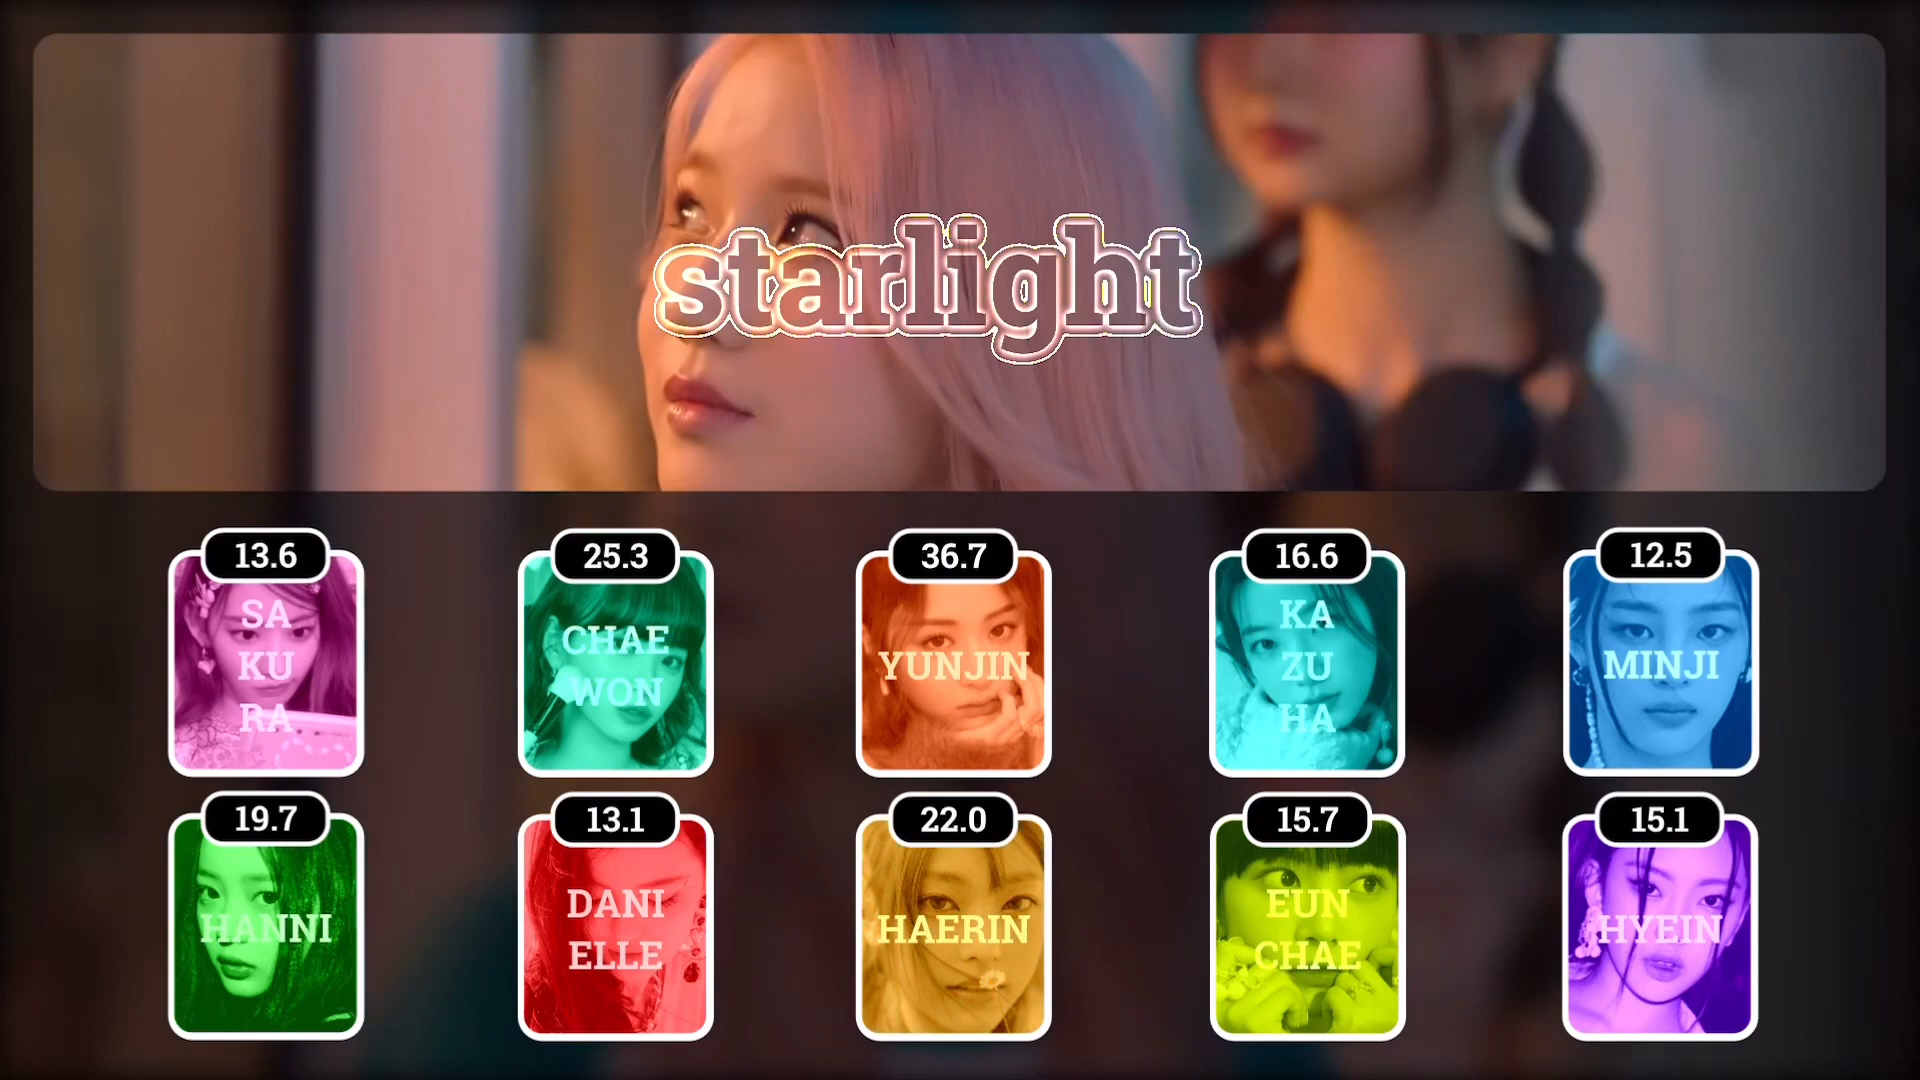 starlight
13.6
SA
KU
RA
25.3
CHAE
WON
36.7
YUNJIN
16.6
KA
ZU
HA
12.5
MINJI
19.7
HANNI
13.1
DANI
ELLE
22.0
HAERIN
15.7
EUN
CHAE
15.1
HYEIN